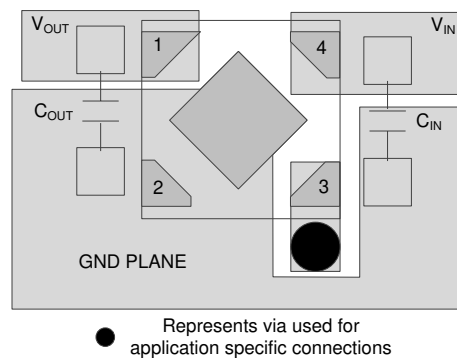 VOUT
1
4
VIN
COUT
CIN
2
3
GND PLANE
Represents via used for
application specific connections